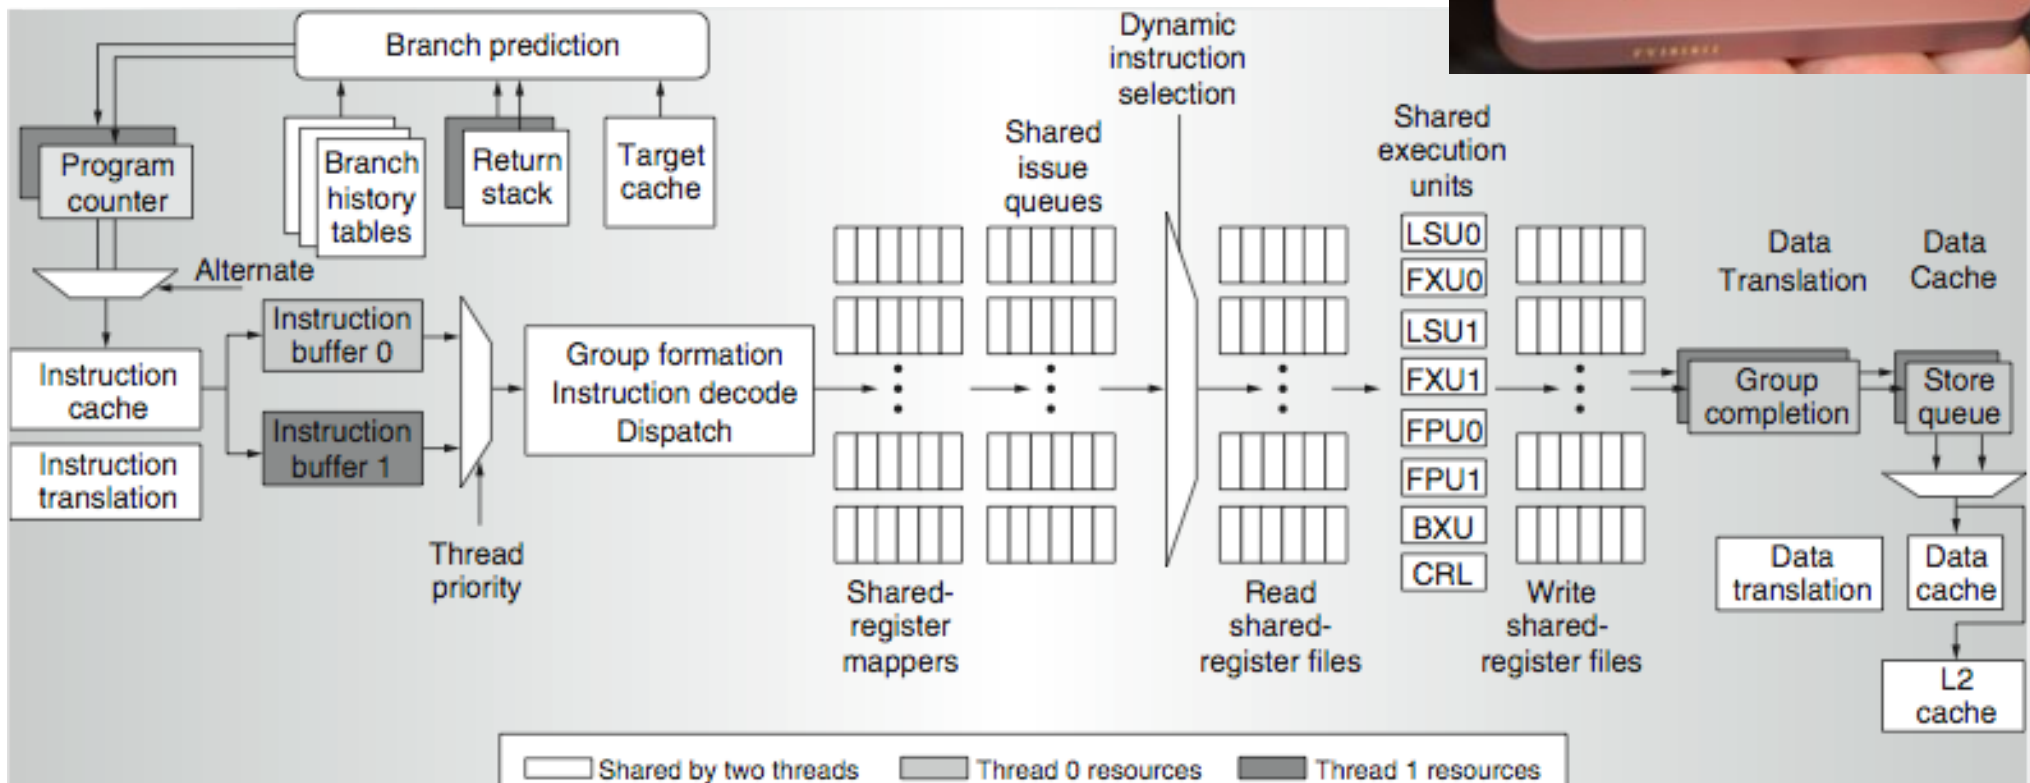 Branch prediction
Program
counter
Branch
history
tables
Return
stack
Target
cache
Alternate
Instruction
cache
Instruction
translation
Instruction
buffer 0
Instruction
buffer 1
Thread
priority
Group formation
Instruction decode
Dispatch
Shared-
register
mappers
Shared
issue
queues
Dynamic
instruction
selection
Read
shared-
register files
Shared
execution
units
LSU0
FXU0
LSU1
FXU1
FPU0
FPU1
BXU
CRL
Write
shared-
register files
Data
Translation
Data
Cache
Group
completion
Store
queue
Data
translation
Data
cache
L2
cache
Shared by two threads
Thread 0 resources
Thread 1 resources